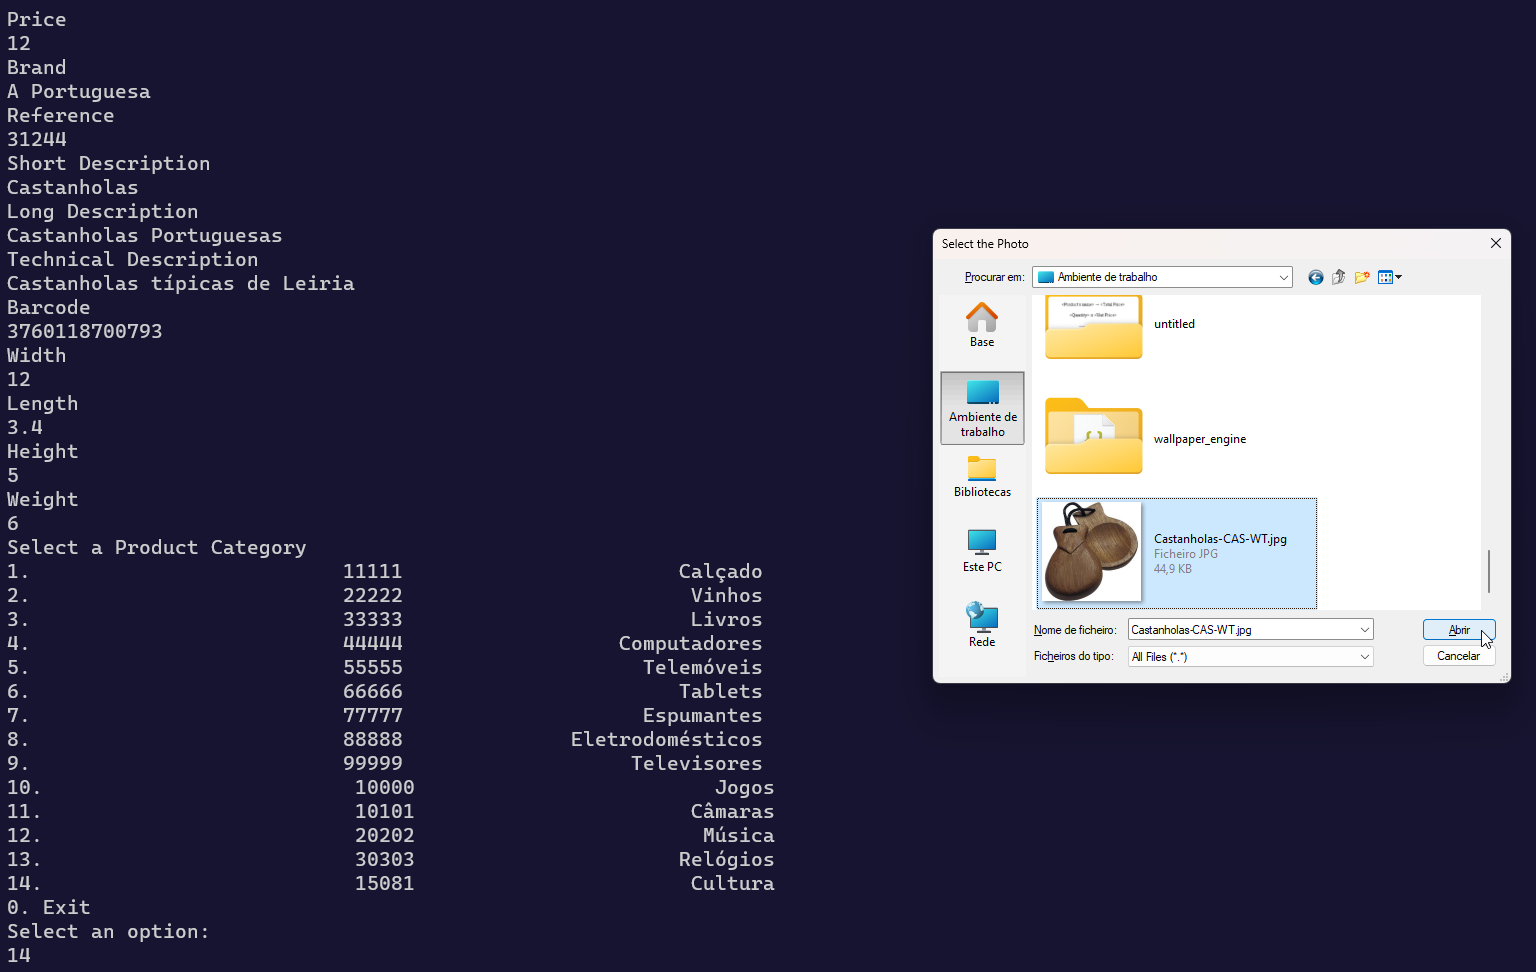 Price
12
Brand
A Portuguesa
Reference
31244
Short Description
Castanholas
Long Description
Castanholas Portuguesas
Technical Description
Castanholas típicas de Leiria
Barcode
3760118700793
Width
12
Length
3.4
Height
5
Weight
6
Select a Product Category
1. 11111 Calçado
2. 22222 Vinhos
3. 33333 Livros
4. 44444 Computadores
5. 55555 Telemóveis
6. 66666 Tablets
7. 77777 Espumantes
8. 88888 Eletrodomésticos
9. 99999 Televisores
10. 10000 Jogos
11. 10101 Câmaras
12. 20202 Música
13. 30303 Relógios
14. 15081 Cultura
0. Exit
Select an option:
14
Select the Photo
Procurar em: Ambiente de trabalho
Base
Ambiente de
trabalho
Bibliotecas
Este PC
Rede
untitled
wallpaper_engine
Castanholas-CAS-WT.jpg
Ficheiro JPG
44,9 KB
Nome de ficheiro: Castanholas-CAS-WT.jpg Abrir
Ficheiros do tipo: All Files (*.*) Cancelar